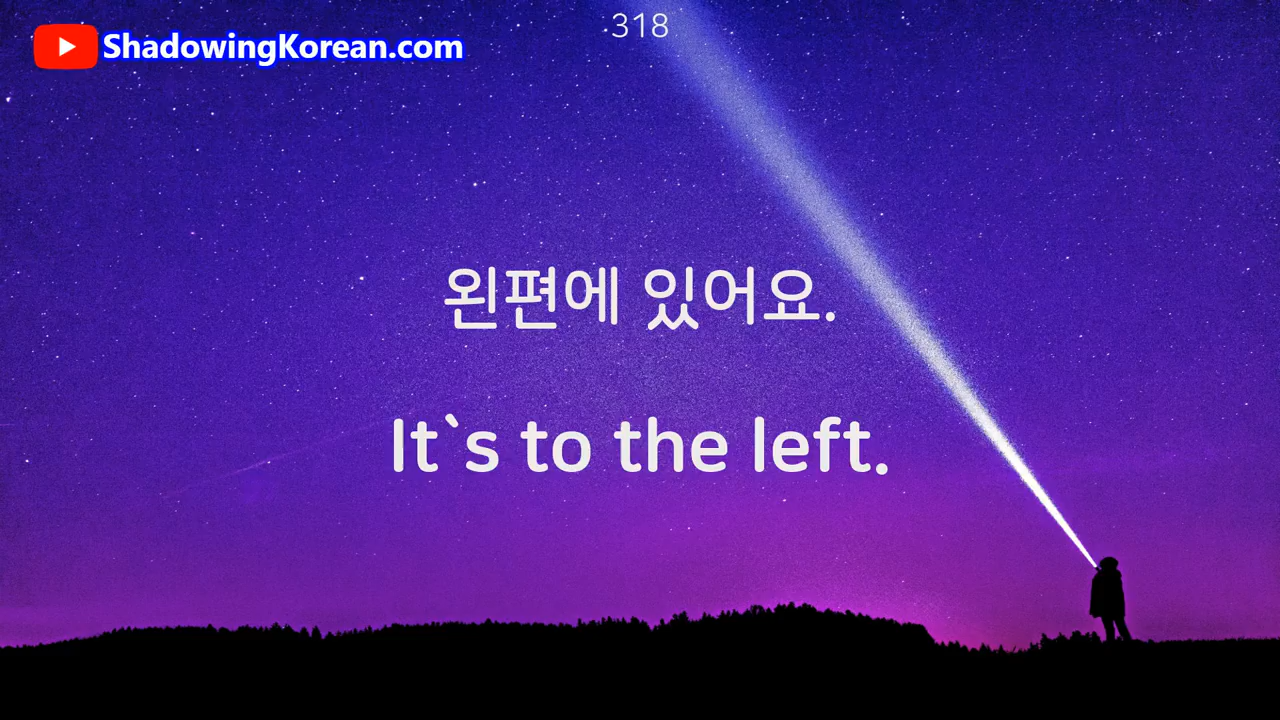 318
ShadowingKorean.com
왼편에 있어요.
It`s to the left.